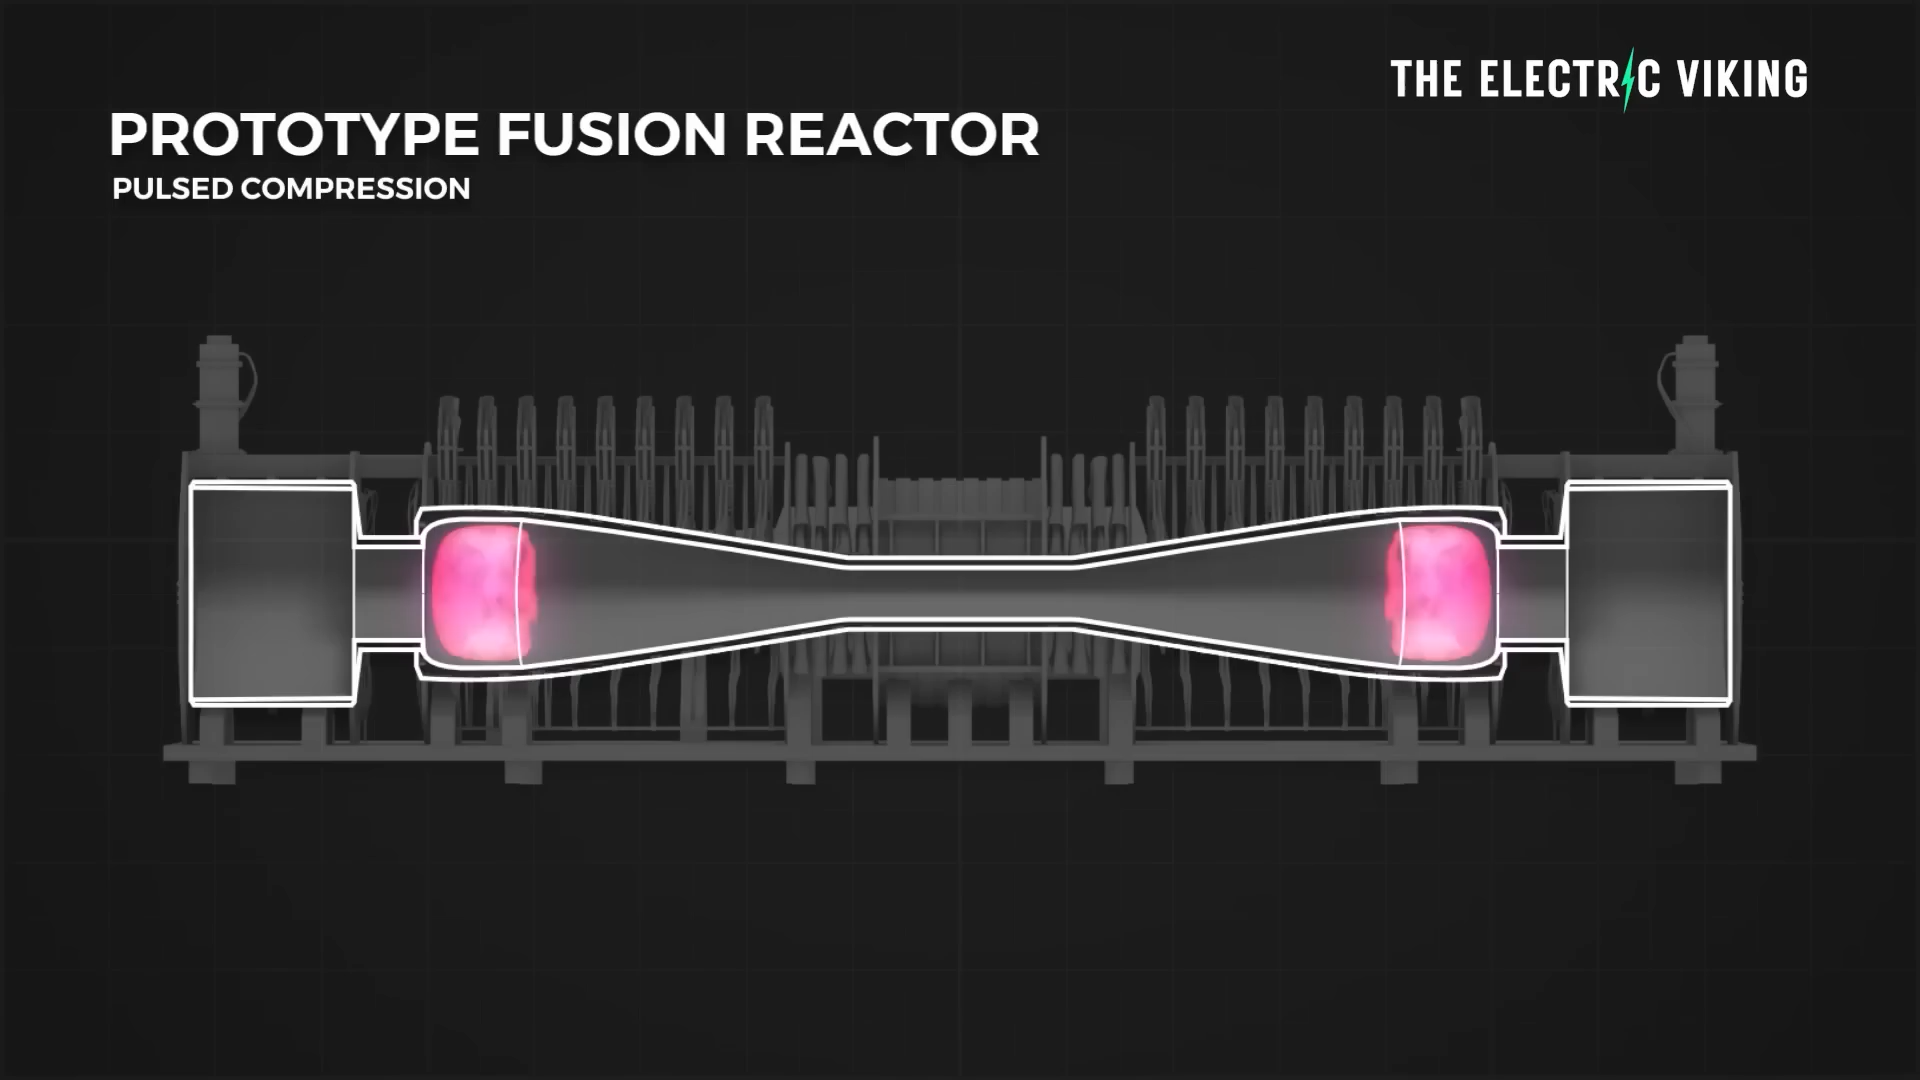 THE ELECTRIC VIKING
PROTOTYPE FUSION REACTOR
PULSED COMPRESSION